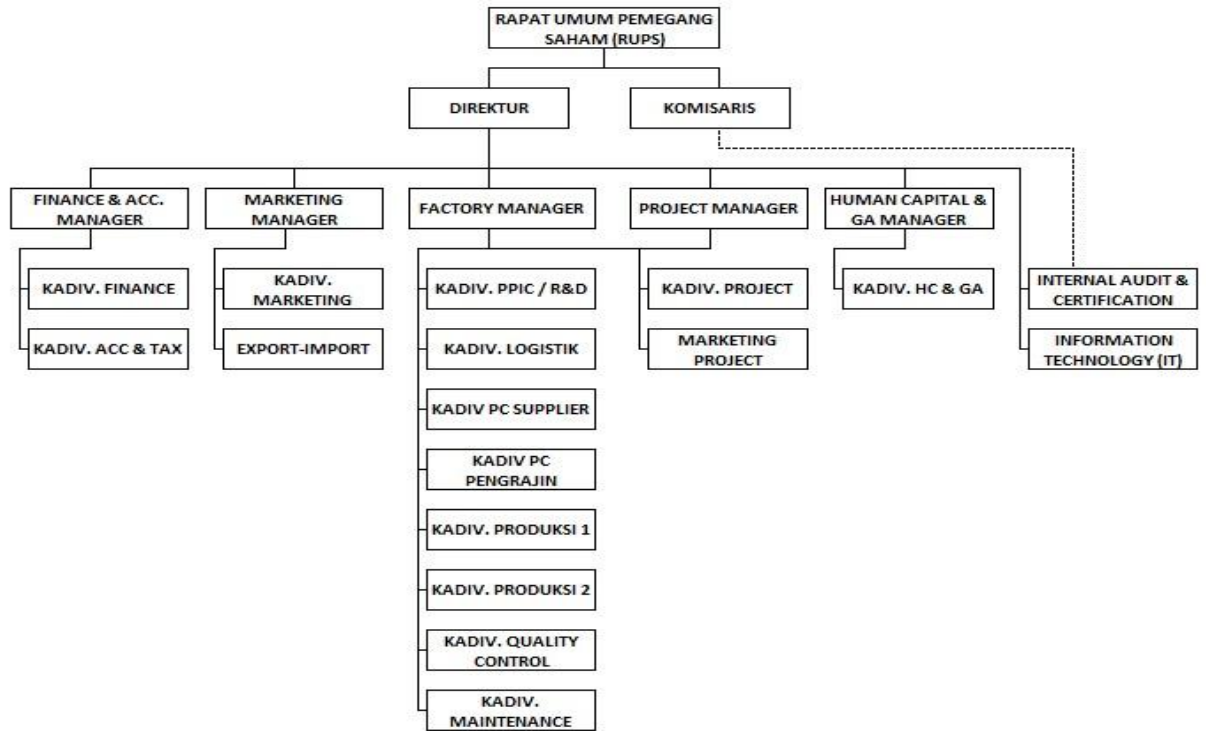 RAPAT UMUM PEMEGANG
SAHAM (RUPS)
DIREKTUR
KOMISARIS
FINANCE & ACC.
MANAGER
MARKETING
MANAGER
FACTORY MANAGER
PROJECT MANAGER
HUMAN CAPITAL &
GA MANAGER
KADIV. FINANCE
KADIV. ACC & TAX
KADIV.
MARKETING
EXPORT-IMPORT
KADIV. PPIC / R&D
KADIV. LOGISTIK
KADIV PC SUPPLIER
KADIV PC
PENGRAJIN
KADIV. PRODUKSI 1
KADIV. PRODUKSI 2
KADIV. QUALITY
CONTROL
KADIV.
MAINTENANCE
KADIV. PROJECT
MARKETING
PROJECT
KADIV. HC & GA
INTERNAL AUDIT &
CERTIFICATION
INFORMATION
TECHNOLOGY (IT)